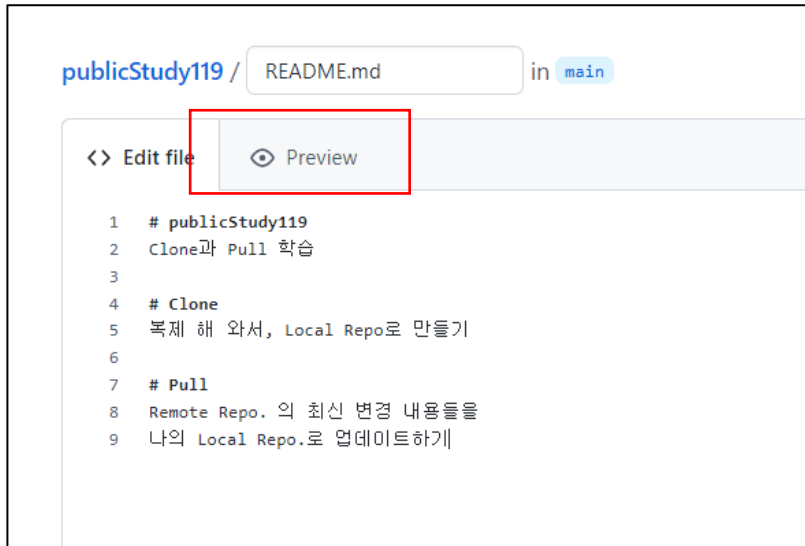 publicStudy119 / README.md in main
<> Edit file Preview
1 # publicStudy119
2 Clone과 Pull 학습
3
4 # Clone
5 복제 해 와서, Local Repo로 만들기
6
7 # Pull
8 Remote Repo. 의 최신 변경 내용들을
9 나의 Local Repo.로 업데이트하기